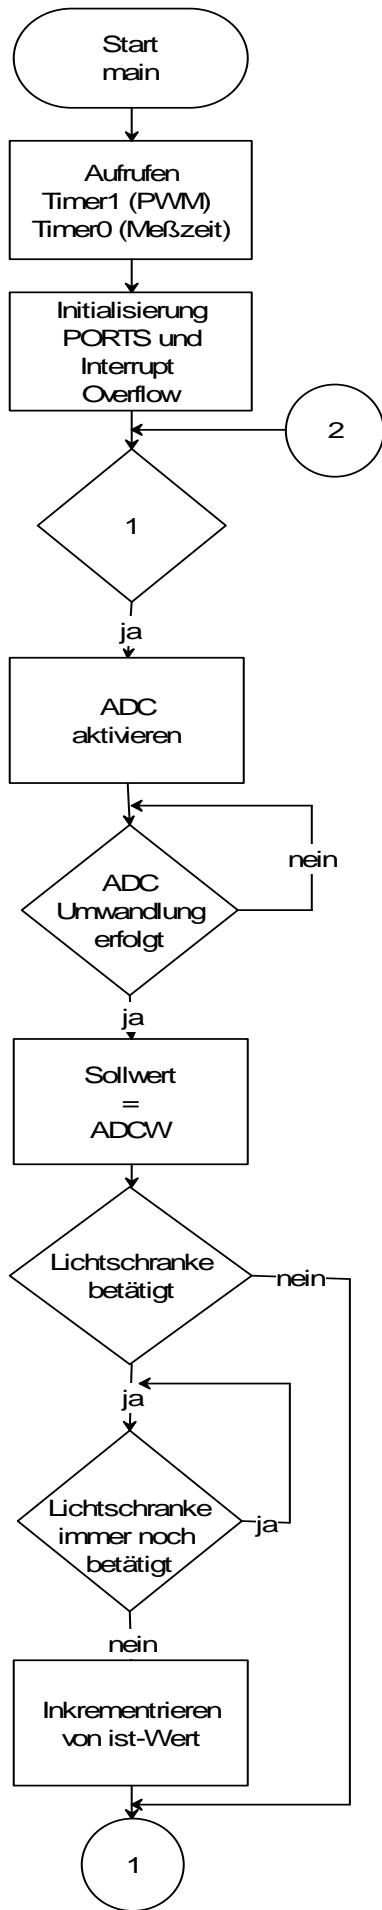 Start
main
Aufrufen
Timer1 (PWM)
Timer0 (Meßzeit)
Initialisierung
PORTS und
Interrupt
Overflow
2
1
ja
ADC
aktivieren
nein
ADC
Umwandlung
erfolgt
ja
Sollwert
=
ADCW
Lichtschranke
betätigt
nein
ja
Lichtschranke
immer noch
betätigt
ja
nein
Inkrementrieren
von ist-Wert
1